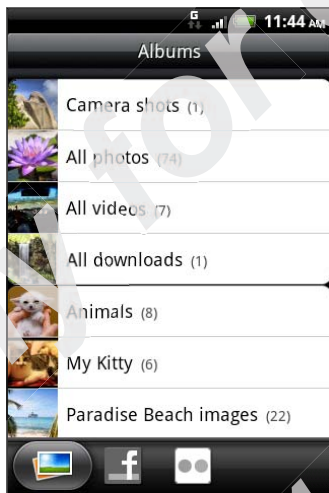 G 11:44 AM
Albums
Camera shots (1)
All photos (74)
All videos (7)
All downloads (1)
Animals (8)
My Kitty (6)
Paradise Beach images (22)
f